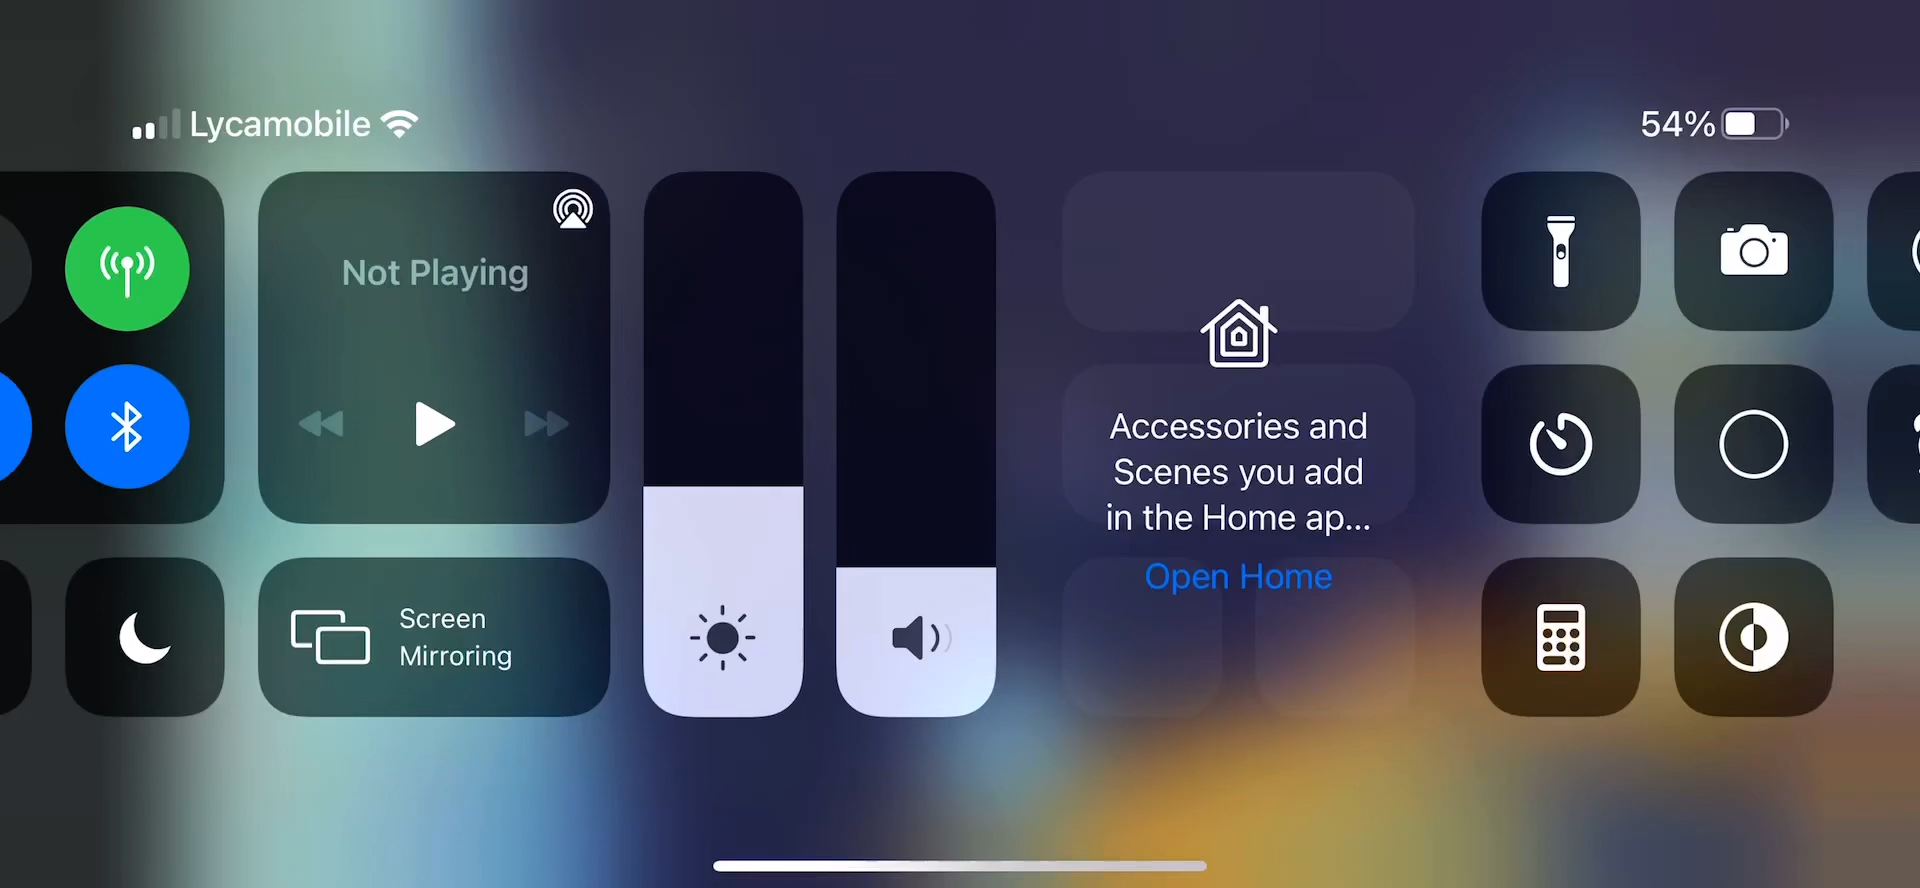 Lycamobile
54%
Not Playing
Screen
Mirroring
Accessories and
Scenes you add
in the Home ap...
Open Home